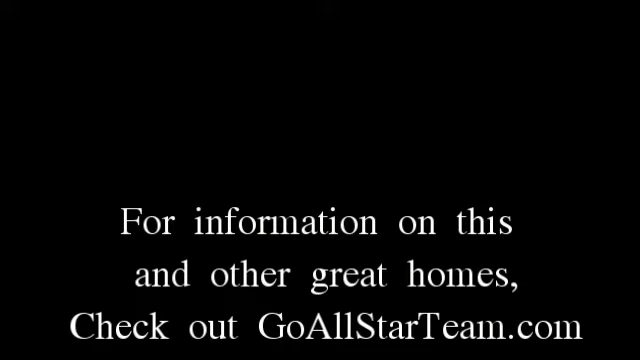 For information on this
and other great homes,
Check out GoAllStarTeam.com